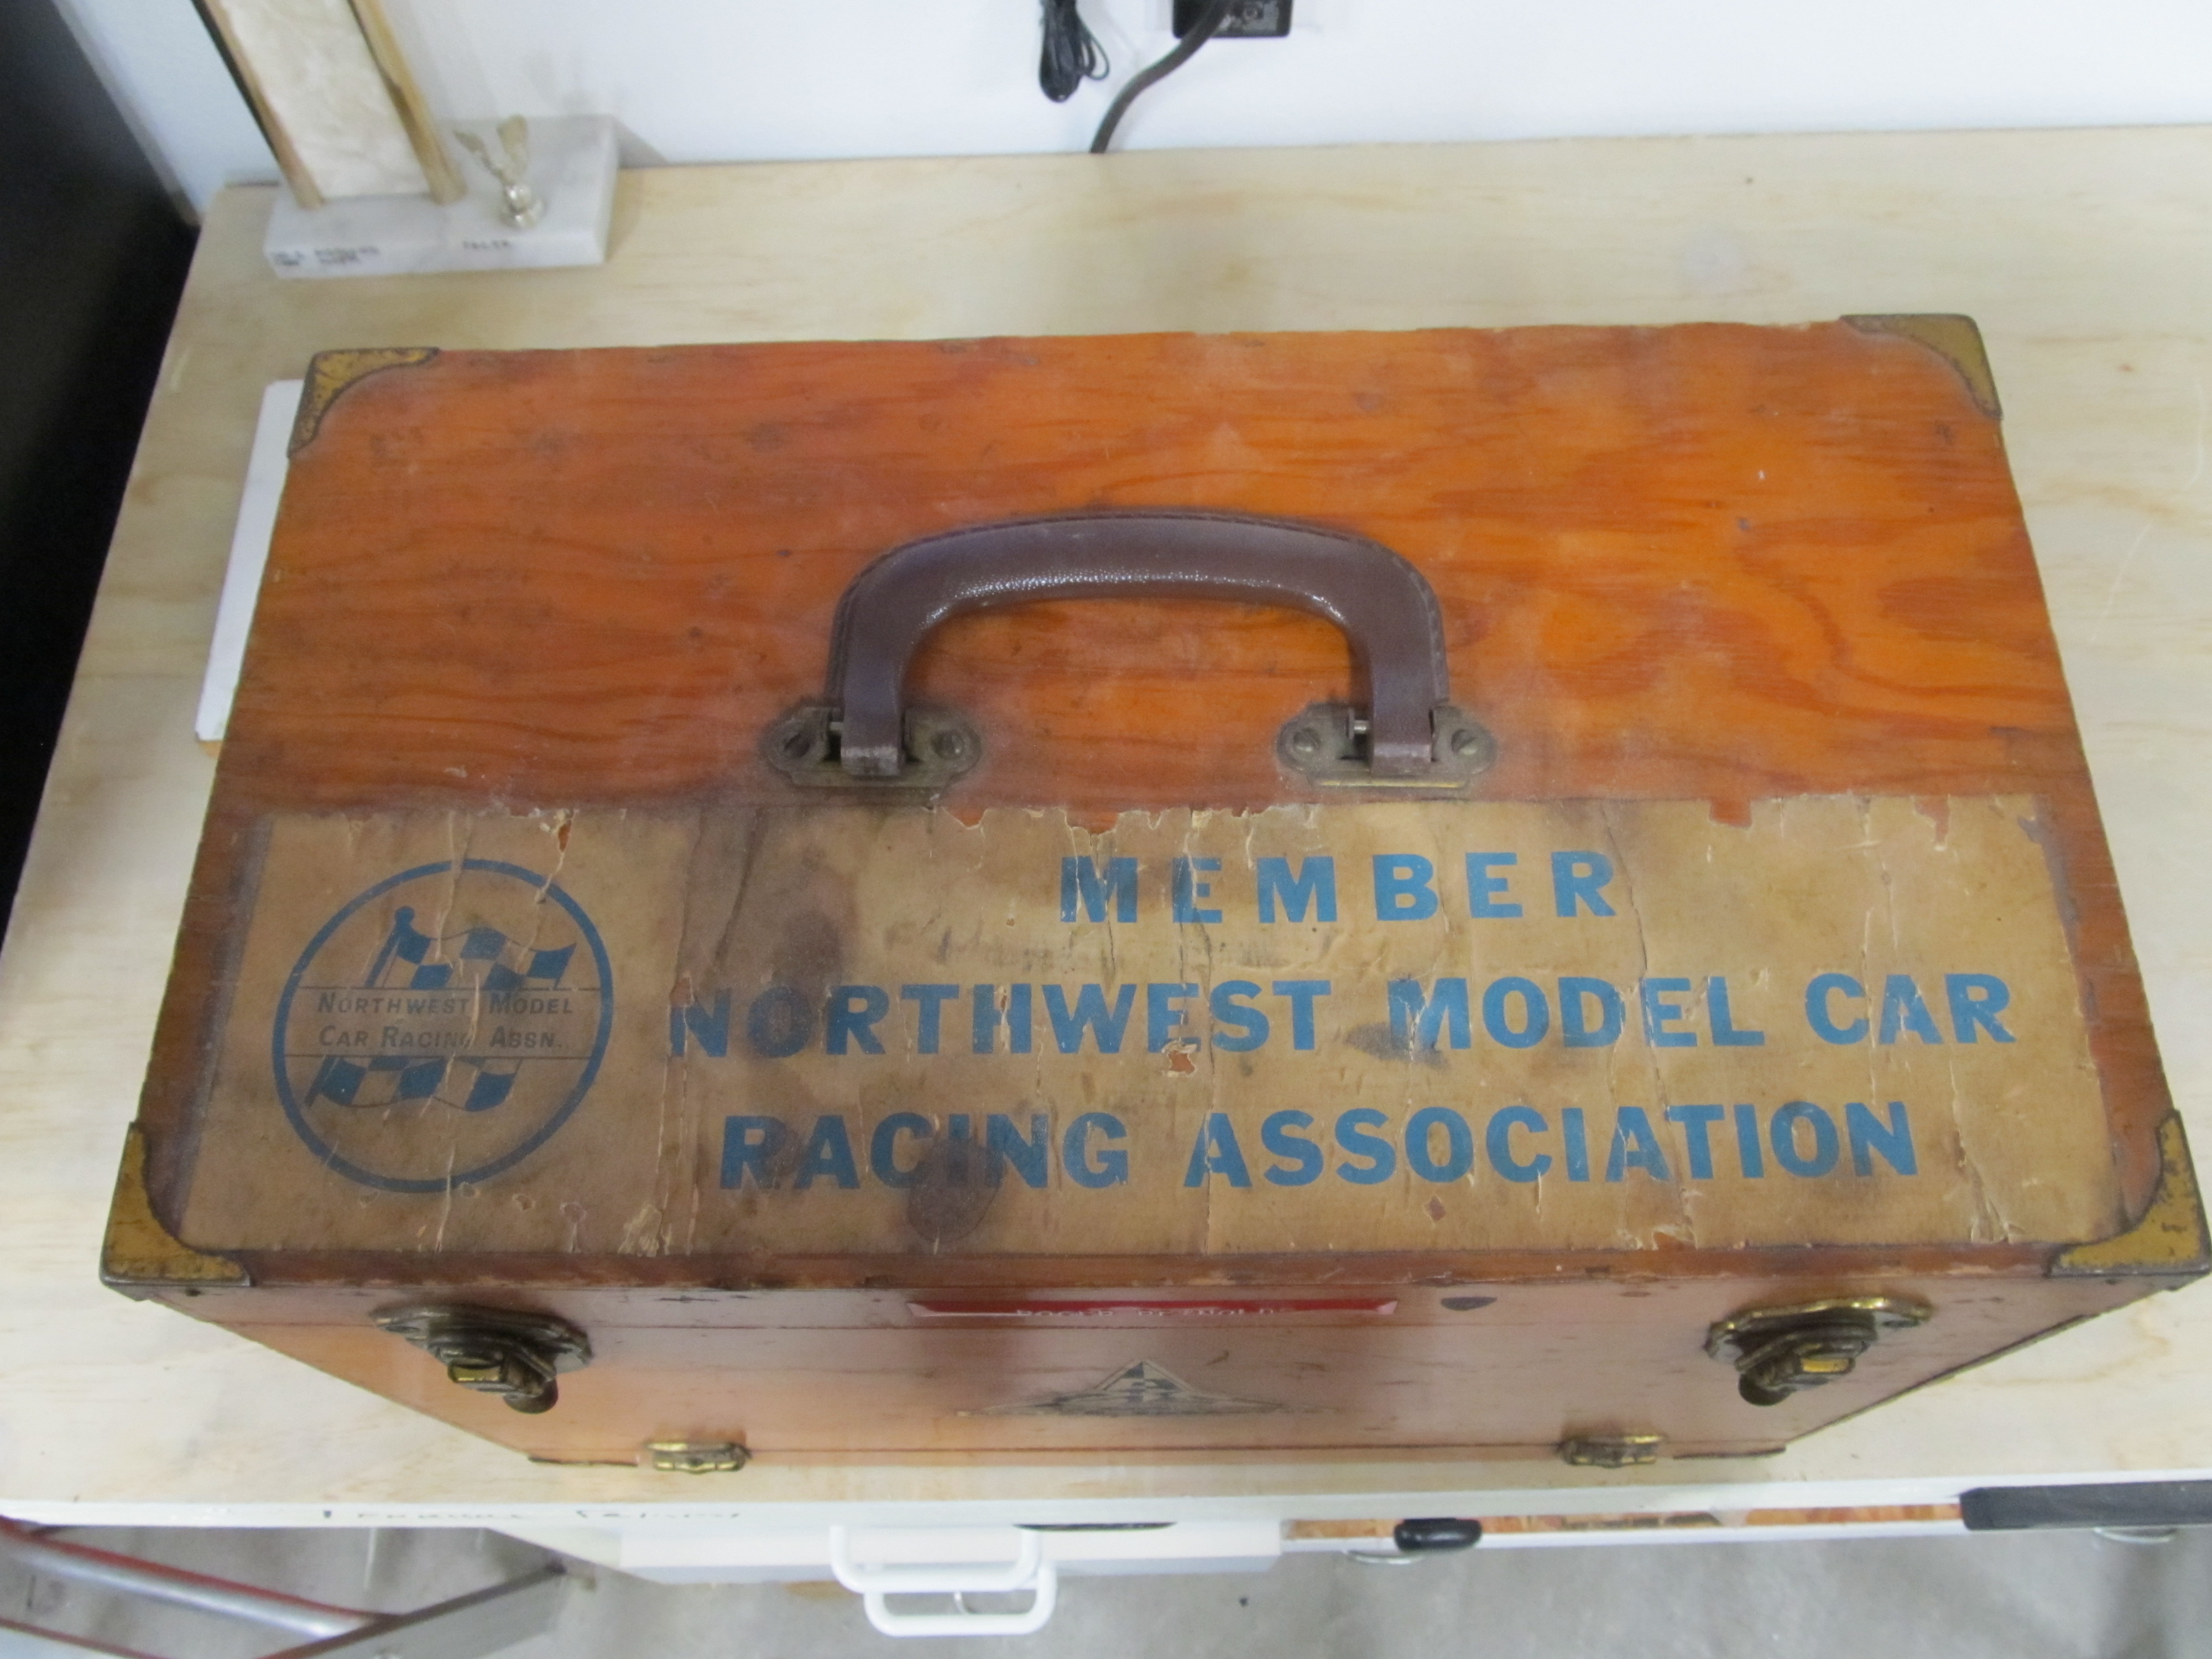 MEMBER
NORTHWEST MODEL CAR
RACING ASSOCIATION
NORTHWEST MODEL
CAR RACING ASSN.